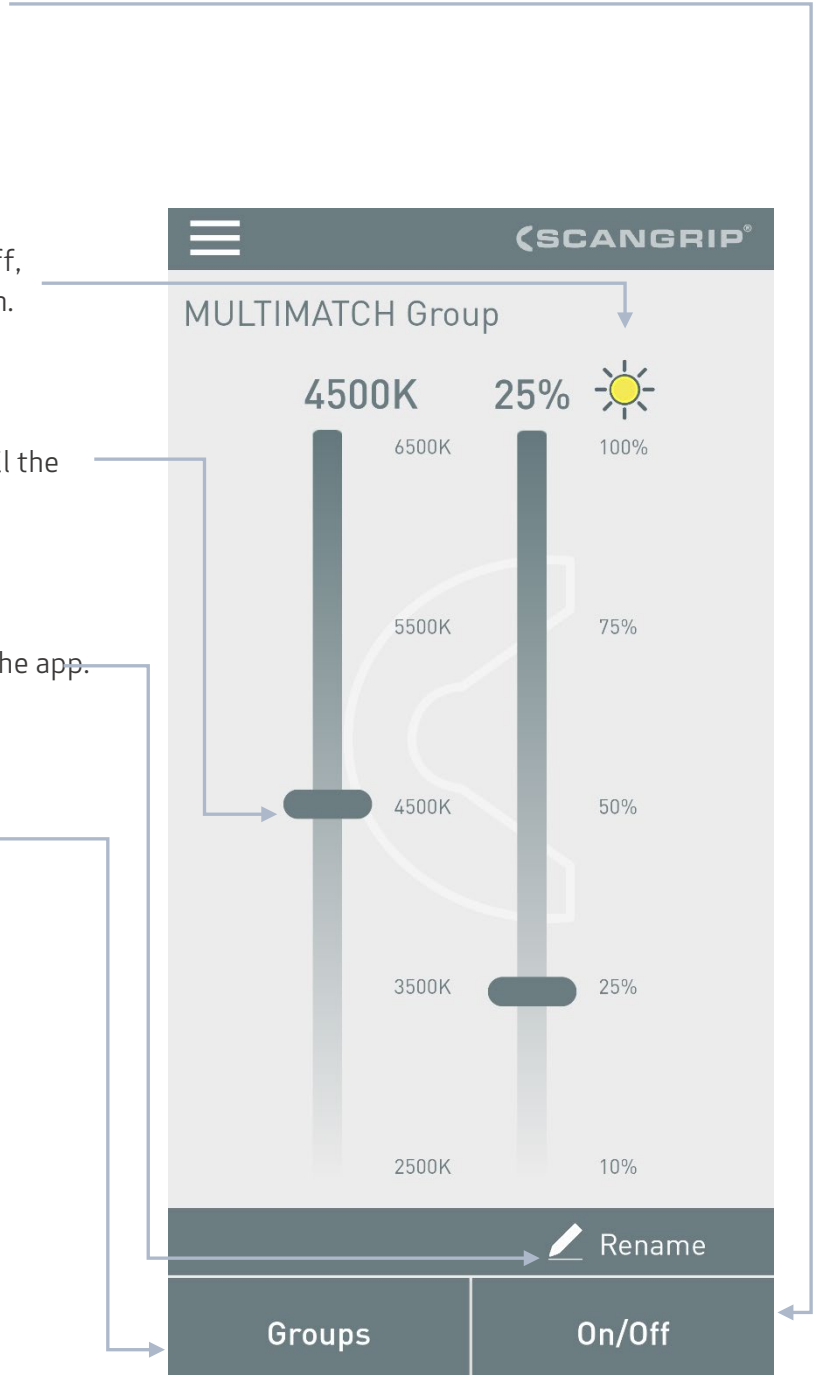 SCANGRIP®
ff,
n.
MULTIMATCH Group
4500K 25%
6500K 100%
l the
5500K 75%
he app.
4500K 50%
3500K 25%
2500K 10%
Rename
Groups On/Off